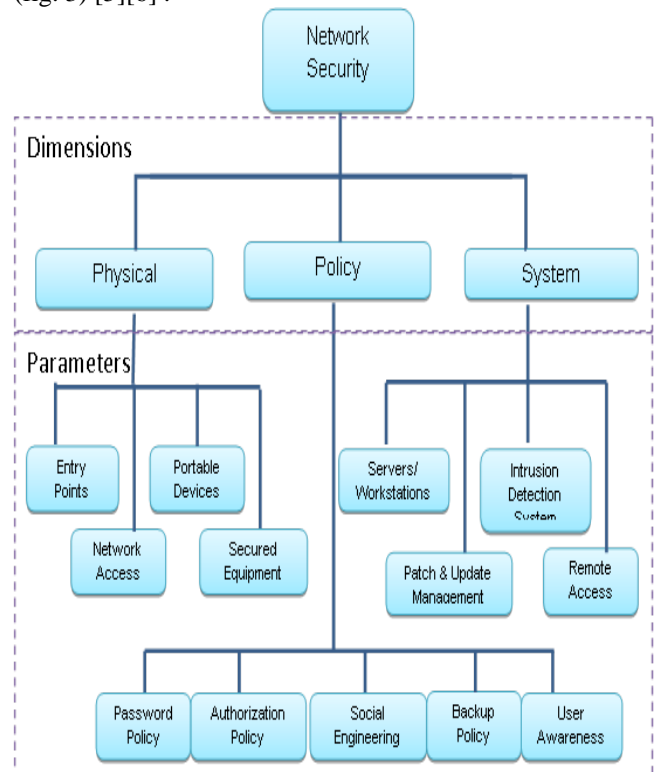 Network
Security
Dimensions
Physical
Policy
System
Parameters
Entry
Points
Portable
Devices
Servers/
Workstations
Intrusion
Detection
System
Network
Access
Secured
Equipment
Patch & Update
Management
Remote
Access
Password
Policy
Authorization
Policy
Social
Engineering
Backup
Policy
User
Awareness